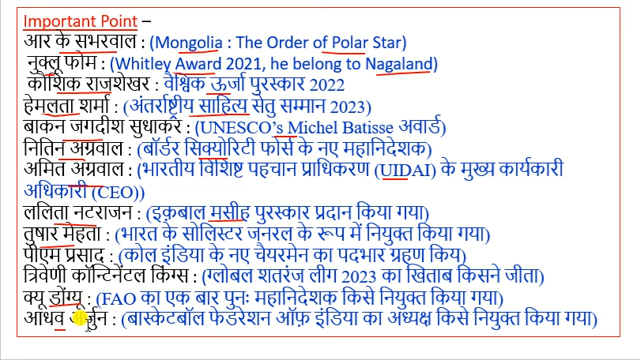 Important Point –
आर के सभरवाल : (Mongolia : The Order of Polar Star)
नुक्लू फोम : (Whitley Award 2021, he belong to Nagaland)
कौशिक राजशेखर : वैश्विक ऊर्जा पुरस्कार 2022
हेमलता शर्मा : (अंतर्राष्ट्रीय साहित्य सेतु सम्मान 2023)
बाकन जगदीश सुधाकर : (UNESCO's Michel Batisse अवार्ड)
नितिन अग्रवाल : (बॉर्डर सिक्योरिटी फोर्स के नए महानिदेशक)
अमित अग्रवाल : (भारतीय विशिष्ट पहचान प्राधिकरण (UIDAI) के मुख्य कार्यकारी
अधिकारी (CEO))
ललिता नटराजन : (इक़बाल मसीह पुरस्कार प्रदान किया गया)
तुषार मेहता : (भारत के सोलिस्टर जनरल के रूप में नियुक्त किया गया)
पीएम प्रसाद : (कोल इंडिया के नए चैयरमेन का पदभार ग्रहण किय)
त्रिवेणी कॉन्टिनेंटल किंग्स : (ग्लोबल शतरंज लीग 2023 का खिताब किसने जीता)
क्यू डोंग्यू : (FAO का एक बार पुनः महानिदेशक किसे नियुक्त किया गया)
आधव अर्जुन : (बास्केटबॉल फेडरेशन ऑफ़ इंडिया का अध्यक्ष किसे नियुक्त किया गया)